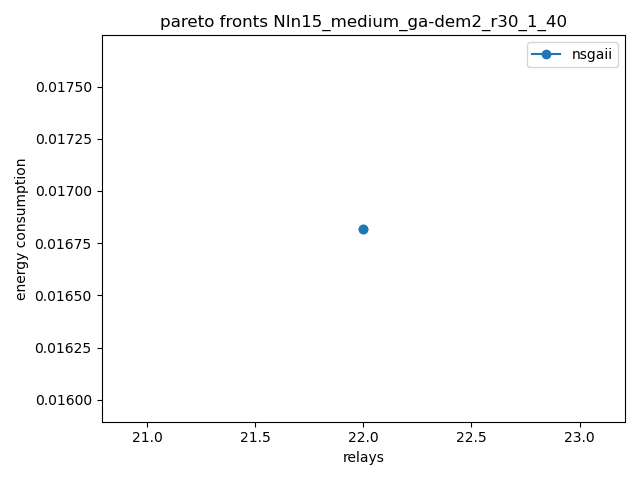 pareto fronts NIn15_medium_ga-dem2_r30_1_40
nsgaii
0.01750
0.01725
0.01700
0.01675
0.01650
0.01625
0.01600
energy consumption
21.0 21.5 22.0 22.5 23.0
relays